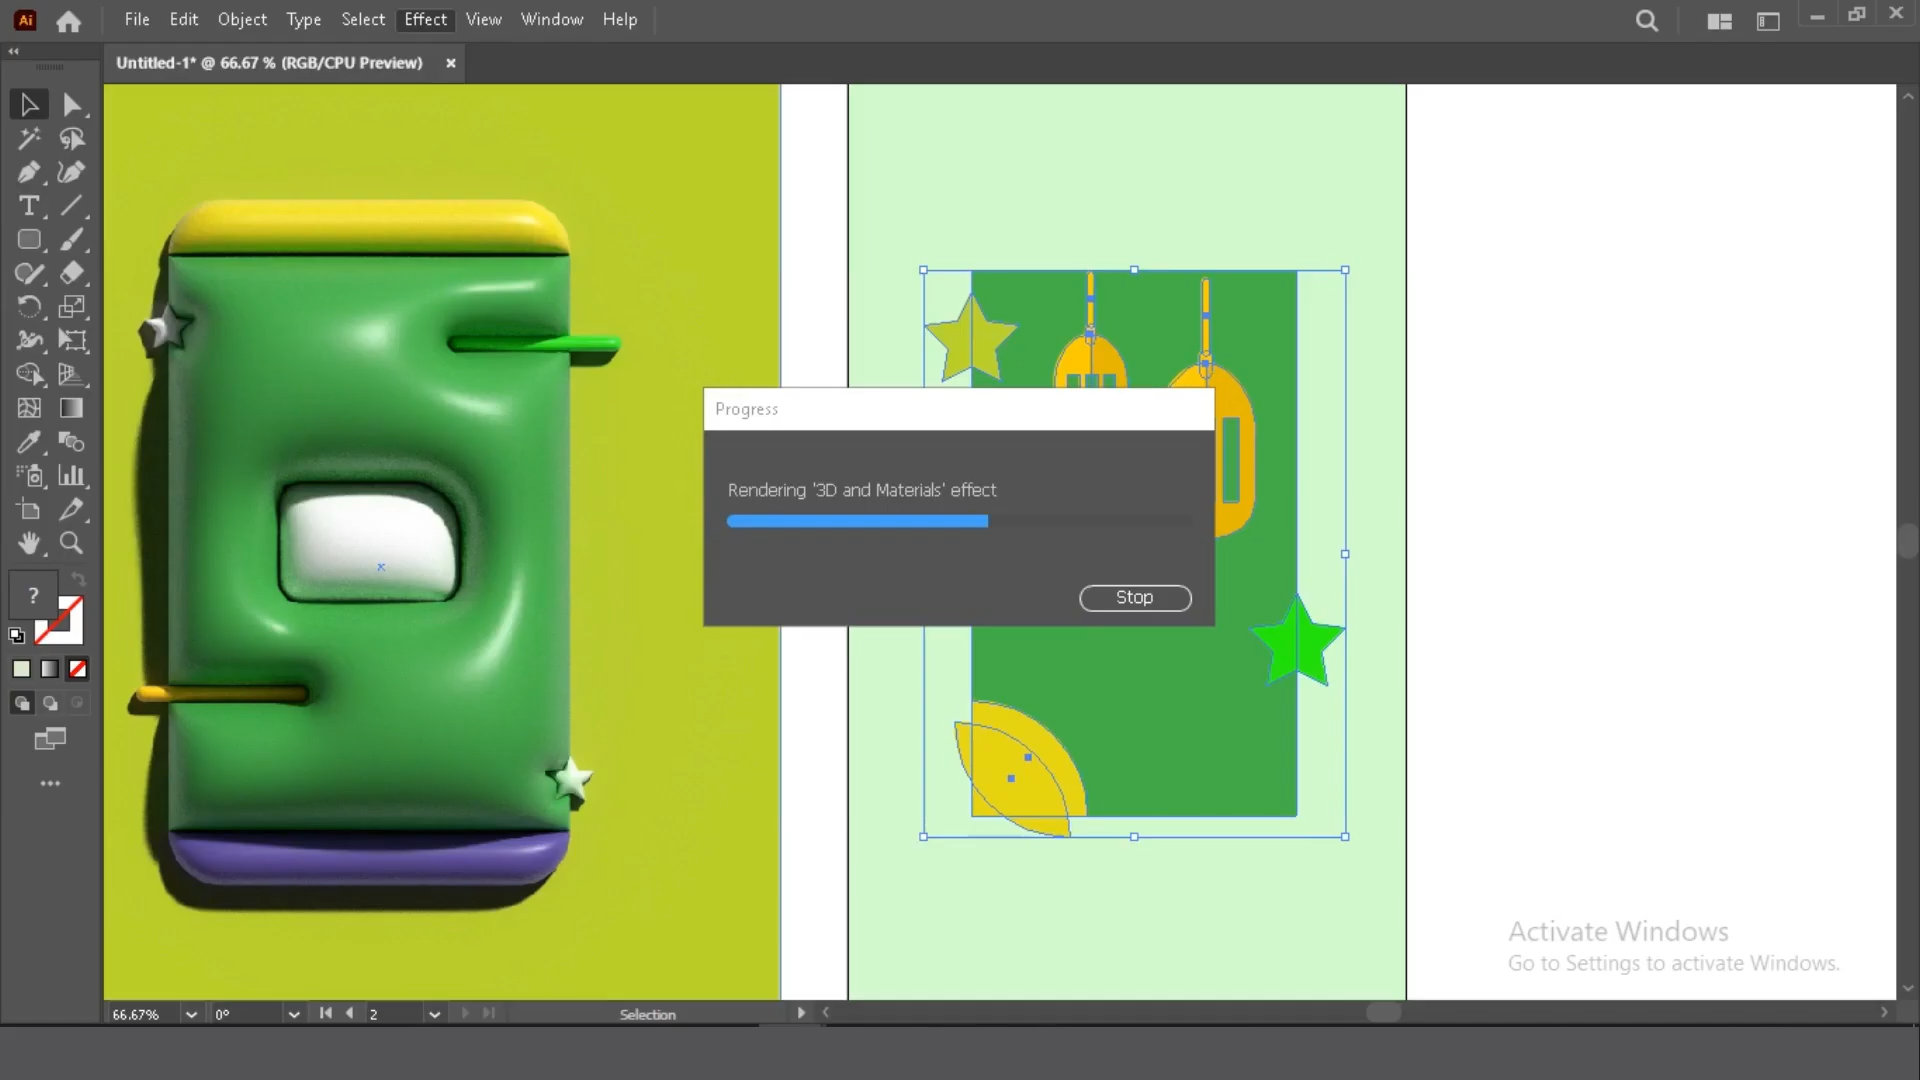 Ai File Edit Object Type Select Effect View Window Help
Untitled-1* @ 66.67 % (RGB/CPU Preview)
Progress
Rendering '3D and Materials' effect
Stop
?
Activate Windows
Go to Settings to activate Windows.
66.67% 0° 2 Selection